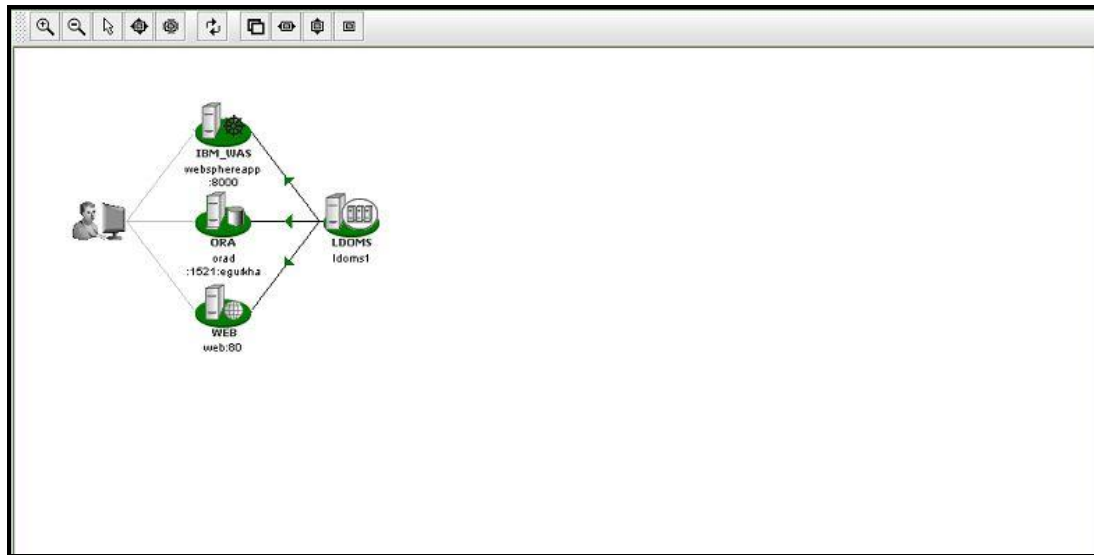 IBM_WAS
websphereapp
:8000
ORA
orad
:1521:egurkha
LDOMS
ldoms1
WEB
web:80